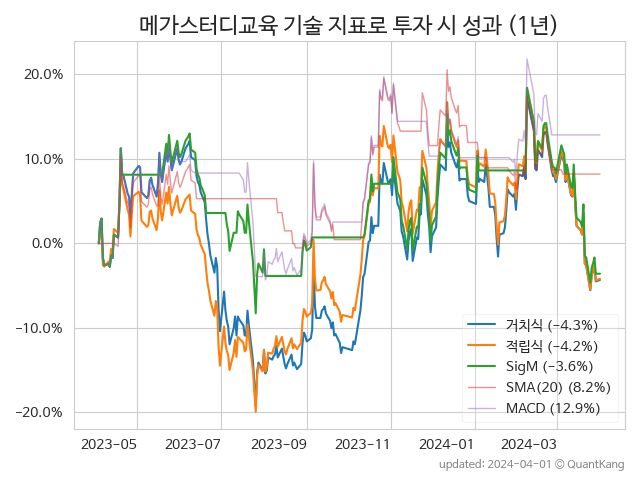 메가스터디교육 기술 지표로 투자 시 성과 (1년)
20.0%
10.0%
0.0%
−10.0%
−20.0%
거치식 (−4.3%)
적립식 (−4.2%)
SigM (−3.6%)
SMA(20) (8.2%)
MACD (12.9%)
2023-05 2023-07 2023-09 2023-11 2024-01 2024-03
updated: 2024-04-01 © QuantKang